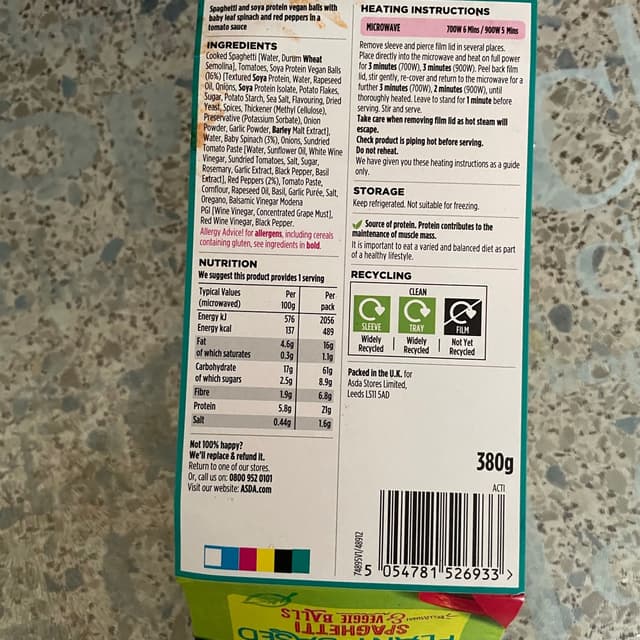 Spaghetti and soya protein vegan balls with
baby leaf spinach and red peppers in a
tomato sauce
INGREDIENTS
Cooked Spaghetti [Water, Durum Wheat
Semolina], Tomatoes, Soya Protein Vegan Balls
(16%) [Textured Soya Protein, Water, Rapeseed
Oil, Onions, Soya Protein Isolate, Potato Flakes,
Sugar, Potato Starch, Sea Salt, Flavouring, Dried
Yeast, Spices, Thickener (Methyl Cellulose),
Preservative (Potassium Sorbate), Onion
Powder, Garlic Powder, Barley Malt Extract],
Water, Baby Spinach (3%), Onions, Sundried
Tomato Paste [Water, Sunflower Oil, White Wine
Vinegar, Sundried Tomatoes, Salt, Sugar,
Rosemary, Garlic Extract, Black Pepper, Basil
Extract], Red Peppers (2%), Tomato Paste,
Cornflour, Rapeseed Oil, Basil, Garlic Purée, Salt,
Oregano, Balsamic Vinegar Modena
PGI [Wine Vinegar, Concentrated Grape Must],
Red Wine Vinegar, Black Pepper.
Allergy Advice! for allergens, including cereals
containing gluten, see ingredients in bold.
NUTRITION
We suggest this product provides 1 serving
Typical Values Per Per
(microwaved) 100g pack
Energy kJ 576 2056
Energy kcal 137 489
Fat 4.6g 16g
of which saturates 0.3g 1.1g
Carbohydrate 17g 61g
of which sugars 2.5g 8.9g
Fibre 1.9g 6.8g
Protein 5.8g 21g
Salt 0.44g 1.6g
Not 100% happy?
We'll replace & refund it.
Return to one of our stores.
Or, call us on: 0800 952 0101
Visit our website: ASDA.com
HEATING INSTRUCTIONS
MICROWAVE 700W 6 Mins / 900W 5 Mins
Remove sleeve and pierce film lid in several places.
Place directly into the microwave and heat on full power
for 3 minutes (700W), 3 minutes (900W). Peel back film
lid, stir gently, re-cover and return to the microwave for a
further 3 minutes (700W), 2 minutes (900W), until
thoroughly heated. Leave to stand for 1 minute before
serving. Stir and serve.
Take care when removing film lid as hot steam will
escape.
Check product is piping hot before serving.
Do not reheat.
We have given you these heating instructions as a guide
only.
STORAGE
Keep refrigerated. Not suitable for freezing.
Source of protein. Protein contributes to the
maintenance of muscle mass.
It is important to eat a varied and balanced diet as part
of a healthy lifestyle.
RECYCLING
CLEAN
SLEEVE TRAY FILM
Widely Widely Not Yet
Recycled Recycled Recycled
Packed in the U.K. for
Asda Stores Limited,
Leeds LS11 5AD
380g
ACT1
74895V1/48912
5 054781 526933 >
PLANT BASED
SPAGHETTI
& VEGGIE BALLS